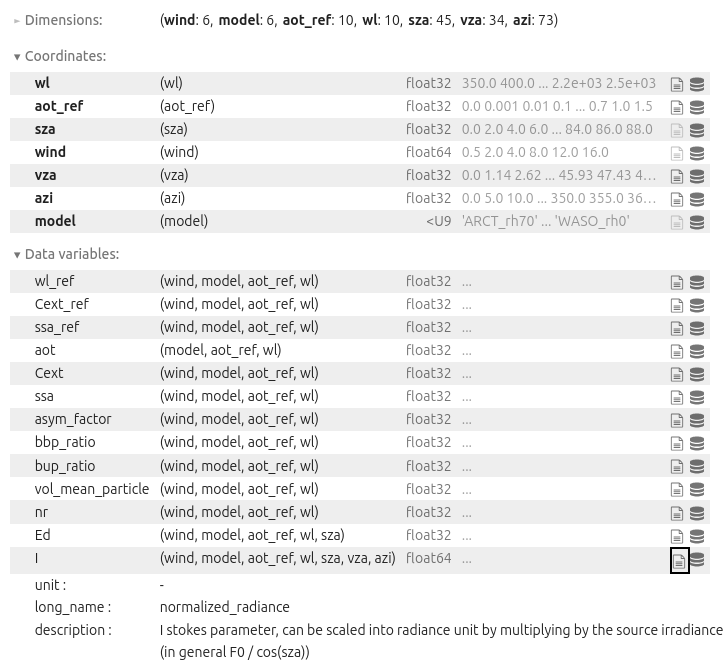 ▸ Dimensions: (wind: 6, model: 6, aot_ref: 10, wl: 10, sza: 45, vza: 34, azi: 73)
▾ Coordinates:
wl (wl) float32 350.0 400.0 ... 2.2e+03 2.5e+03
aot_ref (aot_ref) float32 0.0 0.001 0.01 0.1 ... 0.7 1.0 1.5
sza (sza) float32 0.0 2.0 4.0 6.0 ... 84.0 86.0 88.0
wind (wind) float64 0.5 2.0 4.0 8.0 12.0 16.0
vza (vza) float32 0.0 1.14 2.62 ... 45.93 47.43 4...
azi (azi) float32 0.0 5.0 10.0 ... 350.0 355.0 36...
model (model) <U9 'ARCT_rh70' ... 'WASO_rh0'
▾ Data variables:
wl_ref (wind, model, aot_ref, wl) float32 ...
Cext_ref (wind, model, aot_ref, wl) float32 ...
ssa_ref (wind, model, aot_ref, wl) float32 ...
aot (model, aot_ref, wl) float32 ...
Cext (wind, model, aot_ref, wl) float32 ...
ssa (wind, model, aot_ref, wl) float32 ...
asym_factor (wind, model, aot_ref, wl) float32 ...
bbp_ratio (wind, model, aot_ref, wl) float32 ...
bup_ratio (wind, model, aot_ref, wl) float32 ...
vol_mean_particle (wind, model, aot_ref, wl) float32 ...
nr (wind, model, aot_ref, wl) float32 ...
Ed (wind, model, aot_ref, wl, sza) float32 ...
I (wind, model, aot_ref, wl, sza, vza, azi) float64 ...
unit : -
long_name : normalized_radiance
description : I stokes parameter, can be scaled into radiance unit by multiplying by the source irradiance
(in general F0 / cos(sza))